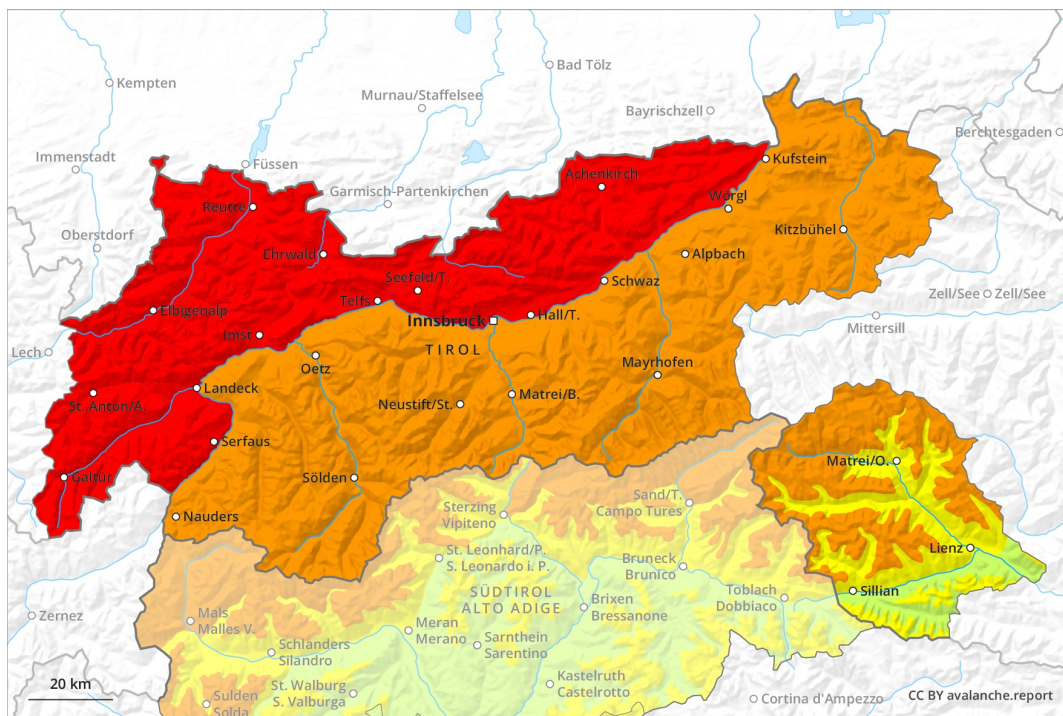 Bad Tölz
Kempten
Murnau/Staffelsee
Bayrischzell
Berchtesgaden
Immenstadt
Füssen
Kufstein
Achenkirch
Garmisch-Partenkirchen
Reutte
Wörgl
Oberstdorf
Kitzbühel
Ehrwald
Alpbach
Seefeld/T.
Schwaz
Zell/See
Zell/See
Telfs
Elbigenalp
Hall/T.
Innsbruck
Mittersill
Imst
Lech
TIROL
Oetz
Mayrhofen
Landeck
St. Anton/A.
Matrei/B.
Neustift/St.
Serfaus
Matrei/O.
Galtür
Sölden
Sand/T.
Campo Tures
Sterzing
Vipiteno
Nauders
Lienz
St. Leonhard/P.
S. Leonardo i. P.
Bruneck
Brunico
SÜDTIROL
ALTO ADIGE
Toblach
Dobbiaco
Sillian
Brixen
Bressanone
Zernez
Mals
Malles V.
Meran
Merano
Sarnthein
Sarentino
Schlanders
Silandro
Kastelruth
Castelrotto
20 km
St. Walburg
S. Valburga
Sulden
Solda
Cortina d'Ampezzo
CC BY avalanche.report